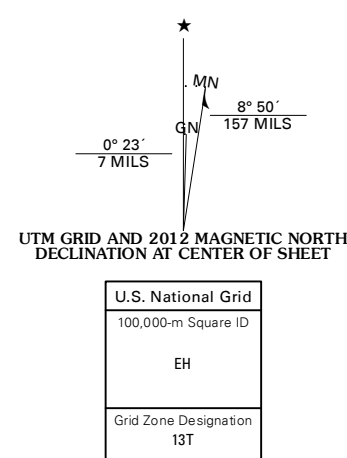 ★
MN
GN
8° 50´
157 MILS
0° 23´
7 MILS
UTM GRID AND 2012 MAGNETIC NORTH
DECLINATION AT CENTER OF SHEET
U.S. National Grid
100,000-m Square ID
EH
Grid Zone Designation
13T